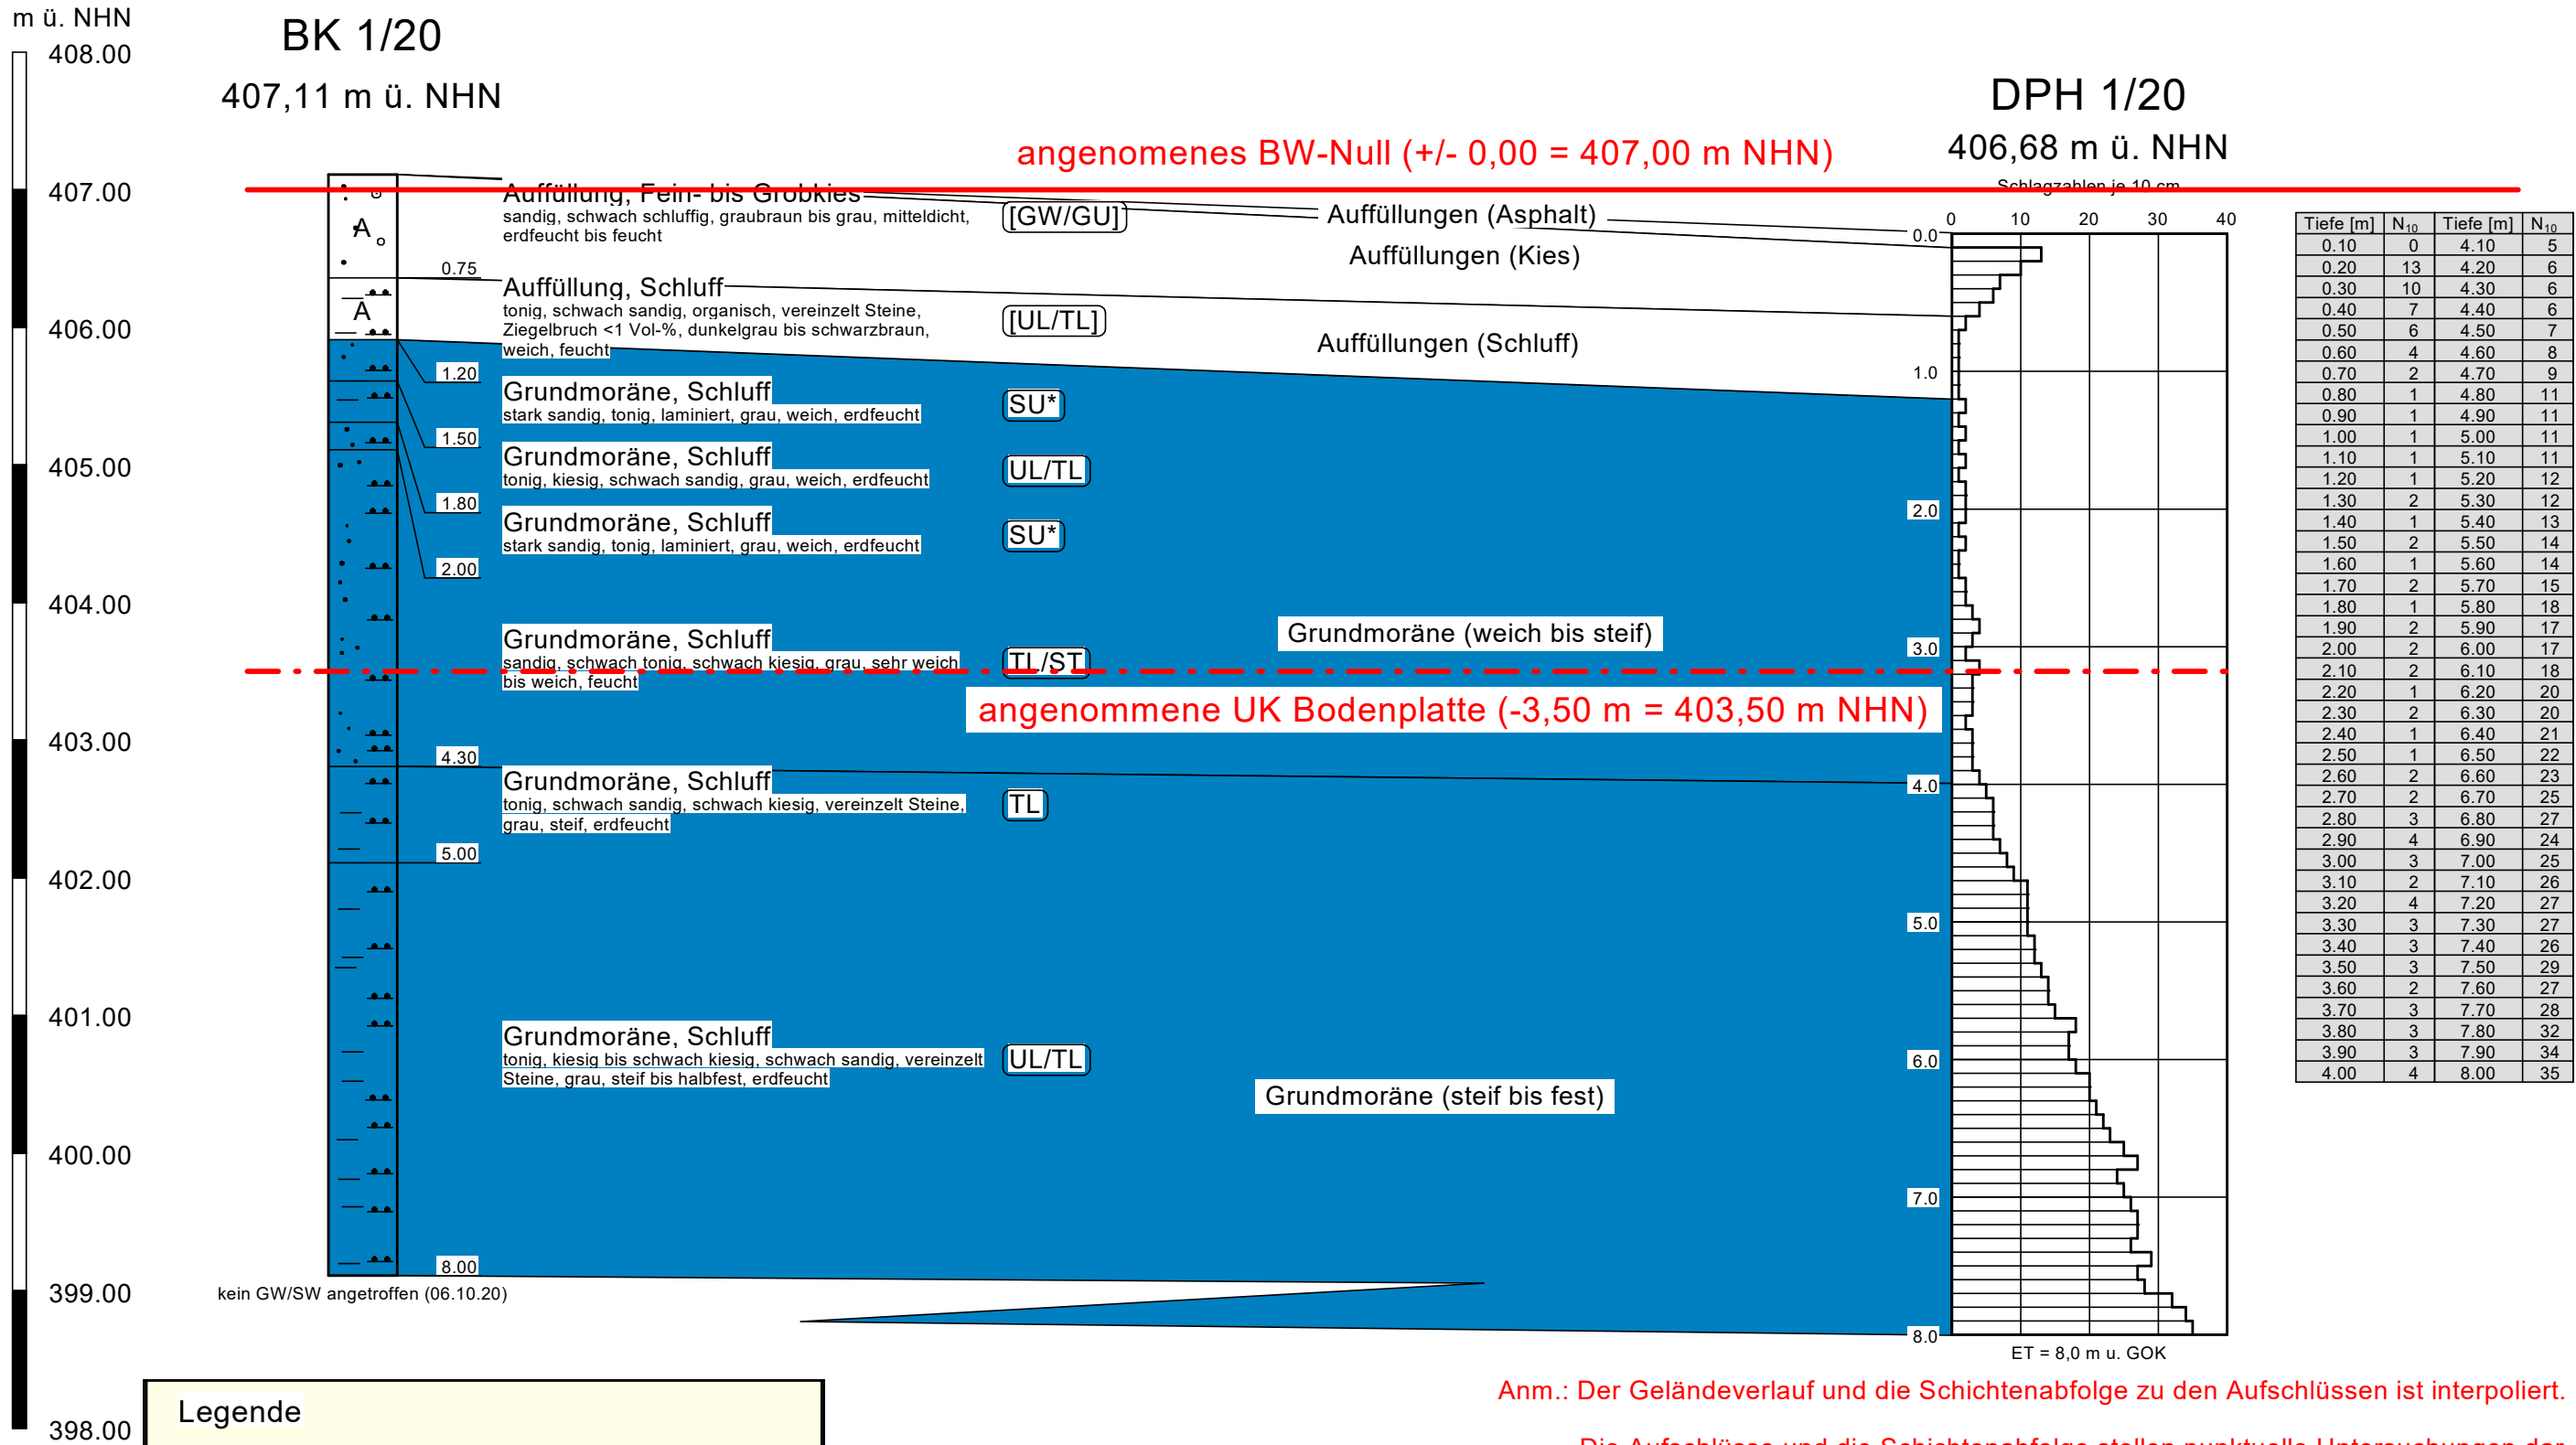 m ü. NHN
408.00
407.00
406.00
405.00
404.00
403.00
402.00
401.00
400.00
399.00
398.00
BK 1/20
407,11 m ü. NHN
A
A
0.75
1.20
1.50
1.80
2.00
4.30
5.00
8.00
kein GW/SW angetroffen (06.10.20)
Auffüllung, Fein- bis Grobkies
sandig, schwach schluffig, graubraun bis grau, mitteldicht,
erdfeucht bis feucht
[GW/GU]
Auffüllung, Schluff
tonig, schwach sandig, organisch, vereinzelt Steine,
Ziegelbruch <1 Vol-%, dunkelgrau bis schwarzbraun,
weich, feucht
[UL/TL]
Grundmoräne, Schluff
stark sandig, tonig, laminiert, grau, weich, erdfeucht
SU*
Grundmoräne, Schluff
tonig, kiesig, schwach sandig, grau, weich, erdfeucht
UL/TL
Grundmoräne, Schluff
stark sandig, tonig, laminiert, grau, weich, erdfeucht
SU*
Grundmoräne, Schluff
sandig, schwach tonig, schwach kiesig, grau, sehr weich
bis weich, feucht
TL/ST
Grundmoräne, Schluff
tonig, schwach sandig, schwach kiesig, vereinzelt Steine,
grau, steif, erdfeucht
TL
Grundmoräne, Schluff
tonig, kiesig bis schwach kiesig, schwach sandig, vereinzelt
Steine, grau, steif bis halbfest, erdfeucht
UL/TL
angenomenes BW-Null (+/- 0,00 = 407,00 m NHN)
Auffüllungen (Asphalt)
Auffüllungen (Kies)
Auffüllungen (Schluff)
Grundmoräne (weich bis steif)
angenommene UK Bodenplatte (-3,50 m = 403,50 m NHN)
Grundmoräne (steif bis fest)
DPH 1/20
406,68 m ü. NHN
Schlagzahlen je 10 cm
0 10 20 30 40
0.0
1.0
2.0
3.0
4.0
5.0
6.0
7.0
8.0
ET = 8,0 m u. GOK
Tiefe [m] N10 Tiefe [m] N10
0.10 0 4.10 5
0.20 13 4.20 6
0.30 10 4.30 6
0.40 7 4.40 6
0.50 6 4.50 7
0.60 4 4.60 8
0.70 2 4.70 9
0.80 1 4.80 11
0.90 1 4.90 11
1.00 1 5.00 11
1.10 1 5.10 11
1.20 1 5.20 12
1.30 2 5.30 12
1.40 1 5.40 13
1.50 2 5.50 14
1.60 1 5.60 14
1.70 2 5.70 15
1.80 1 5.80 18
1.90 2 5.90 17
2.00 2 6.00 17
2.10 2 6.10 18
2.20 1 6.20 20
2.30 2 6.30 20
2.40 1 6.40 21
2.50 1 6.50 22
2.60 2 6.60 23
2.70 2 6.70 25
2.80 3 6.80 27
2.90 4 6.90 24
3.00 3 7.00 25
3.10 2 7.10 26
3.20 4 7.20 27
3.30 3 7.30 27
3.40 3 7.40 26
3.50 3 7.50 29
3.60 2 7.60 27
3.70 3 7.70 28
3.80 3 7.80 32
3.90 3 7.90 34
4.00 4 8.00 35
Legende
Anm.: Der Geländeverlauf und die Schichtenabfolge zu den Aufschlüssen ist interpoliert.
Die Aufschlüsse und die Schichtenabfolge stellen punktuelle Untersuchungen dar